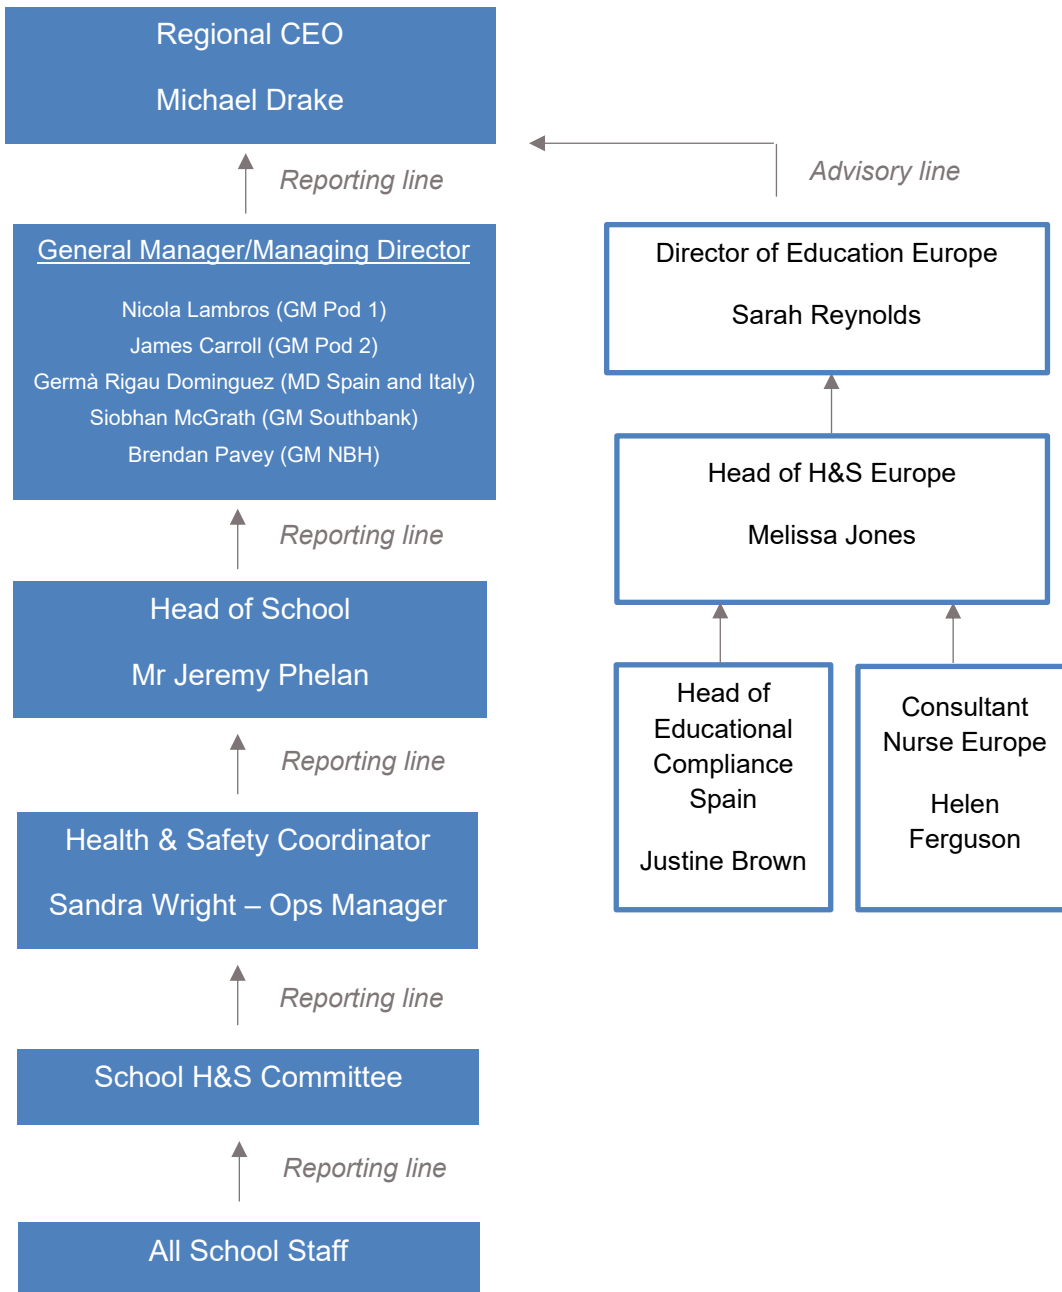 Regional CEO
Michael Drake
Reporting line
Advisory line
General Manager/Managing Director
Nicola Lambros (GM Pod 1)
James Carroll (GM Pod 2)
Germà Rigau Dominguez (MD Spain and Italy)
Siobhan McGrath (GM Southbank)
Brendan Pavey (GM NBH)
Director of Education Europe
Sarah Reynolds
Head of H&S Europe
Melissa Jones
Reporting line
Head of School
Mr Jeremy Phelan
Head of
Educational
Compliance
Spain
Justine Brown
Consultant
Nurse Europe
Helen
Ferguson
Reporting line
Health & Safety Coordinator
Sandra Wright – Ops Manager
Reporting line
School H&S Committee
Reporting line
All School Staff